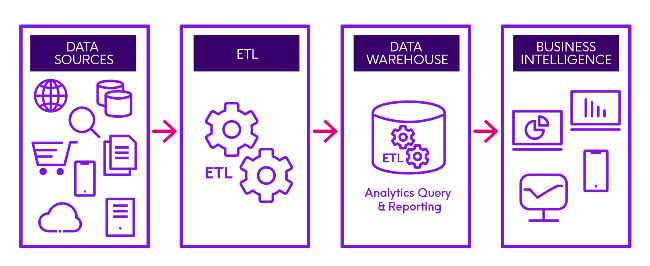 DATA
SOURCES
ETL
DATA
WAREHOUSE
BUSINESS
INTELLIGENCE
ETL
ETL
Analytics Query
& Reporting